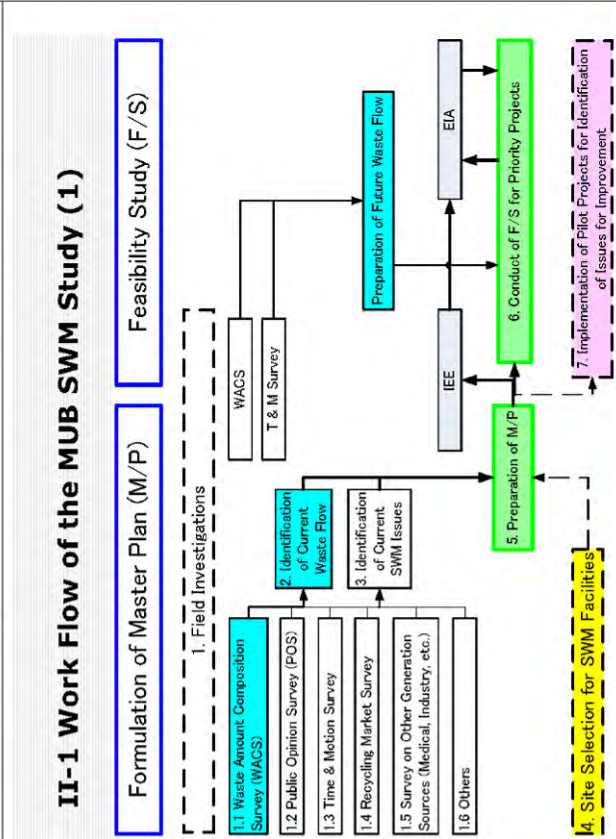 II-1 Work Flow of the MUB SWM Study (1)
Formulation of Master Plan (M/P)
Feasibility Study (F/S)
1. Field Investigations
1.1 Waste Amount Composition
Survey (WACS)
1.2 Public Opinion Survey (POS)
1.3 Time & Motion Survey
1.4 Recycling Market Survey
1.5 Survey on Other Generation
Sources (Medical, Industry, etc.)
1.6 Others
2. Identification
of Current
Waste Flow
3. Identification
of Current
SWM Issues
WACS
T & M Survey
Preparation of Future Waste Flow
IEE
EIA
5. Preparation of M/P
6. Conduct of F/S for Priority Projects
4. Site Selection for SWM Facilities
7. Implementation of Pilot Projects for Identification
of Issues for Improvement